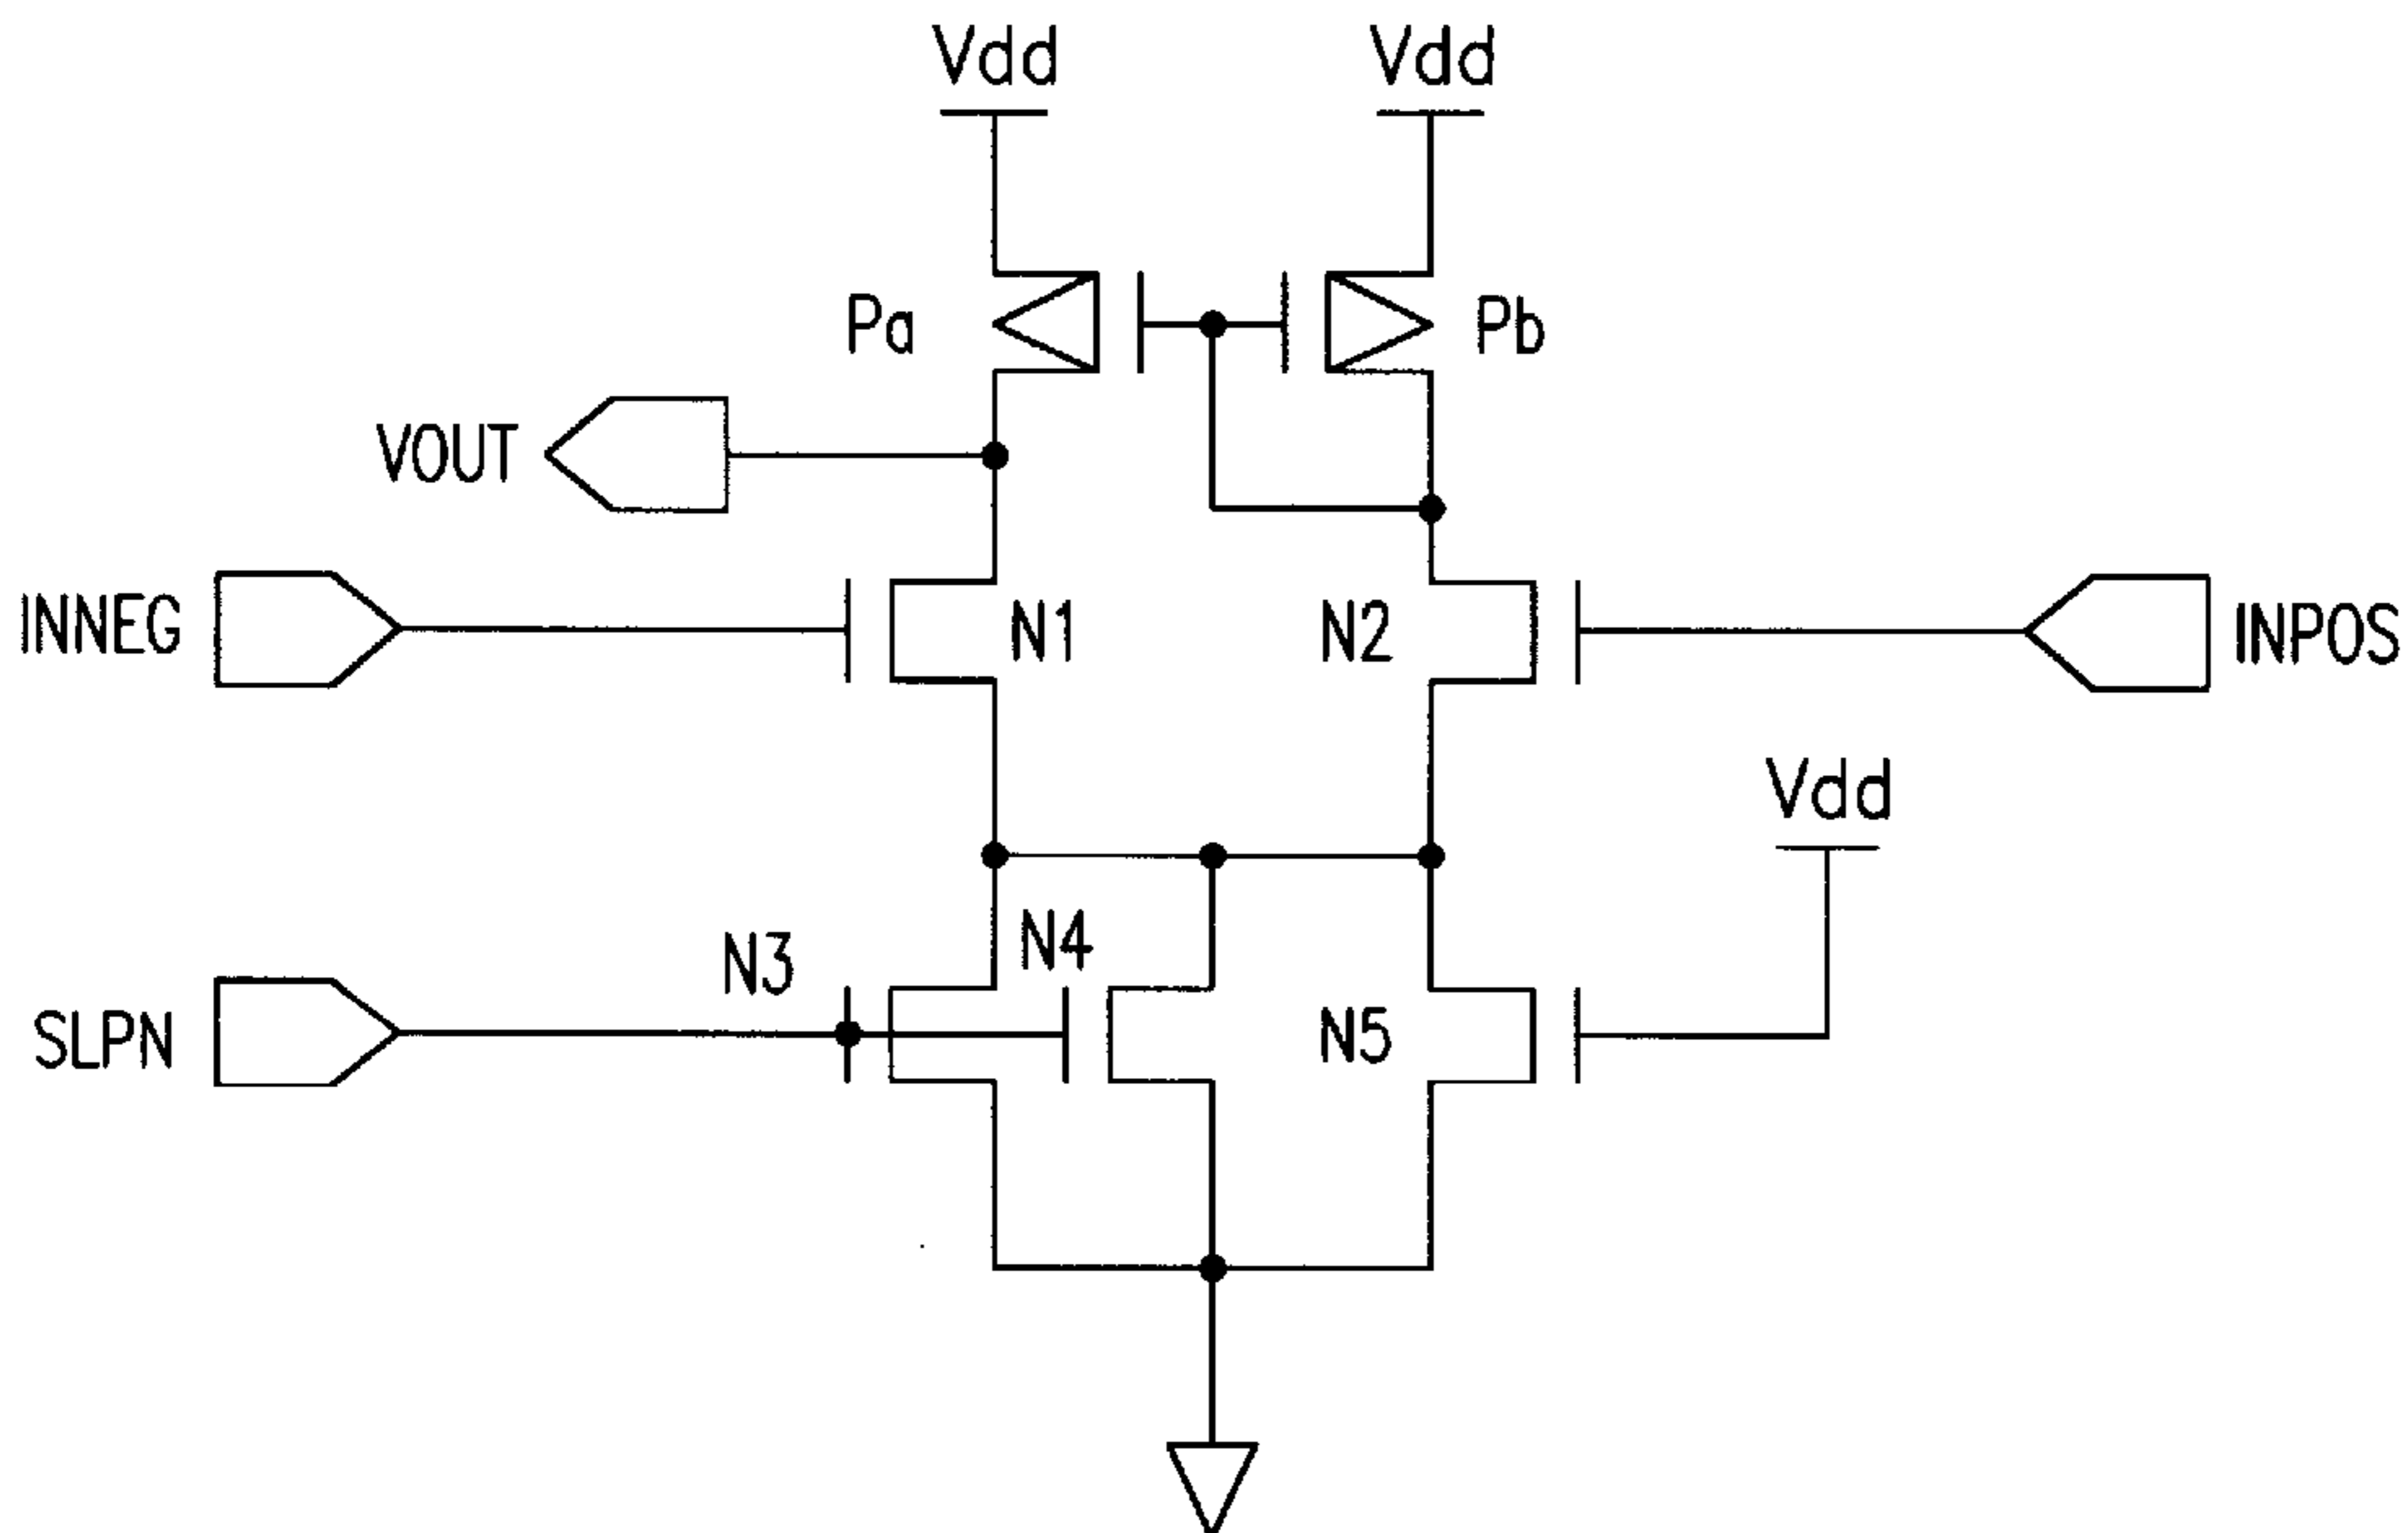 Vdd
Vdd
Pa
Pb
VOUT
INNEG
N1
N2
INPOS
Vdd
N3
N4
SLPN
N5